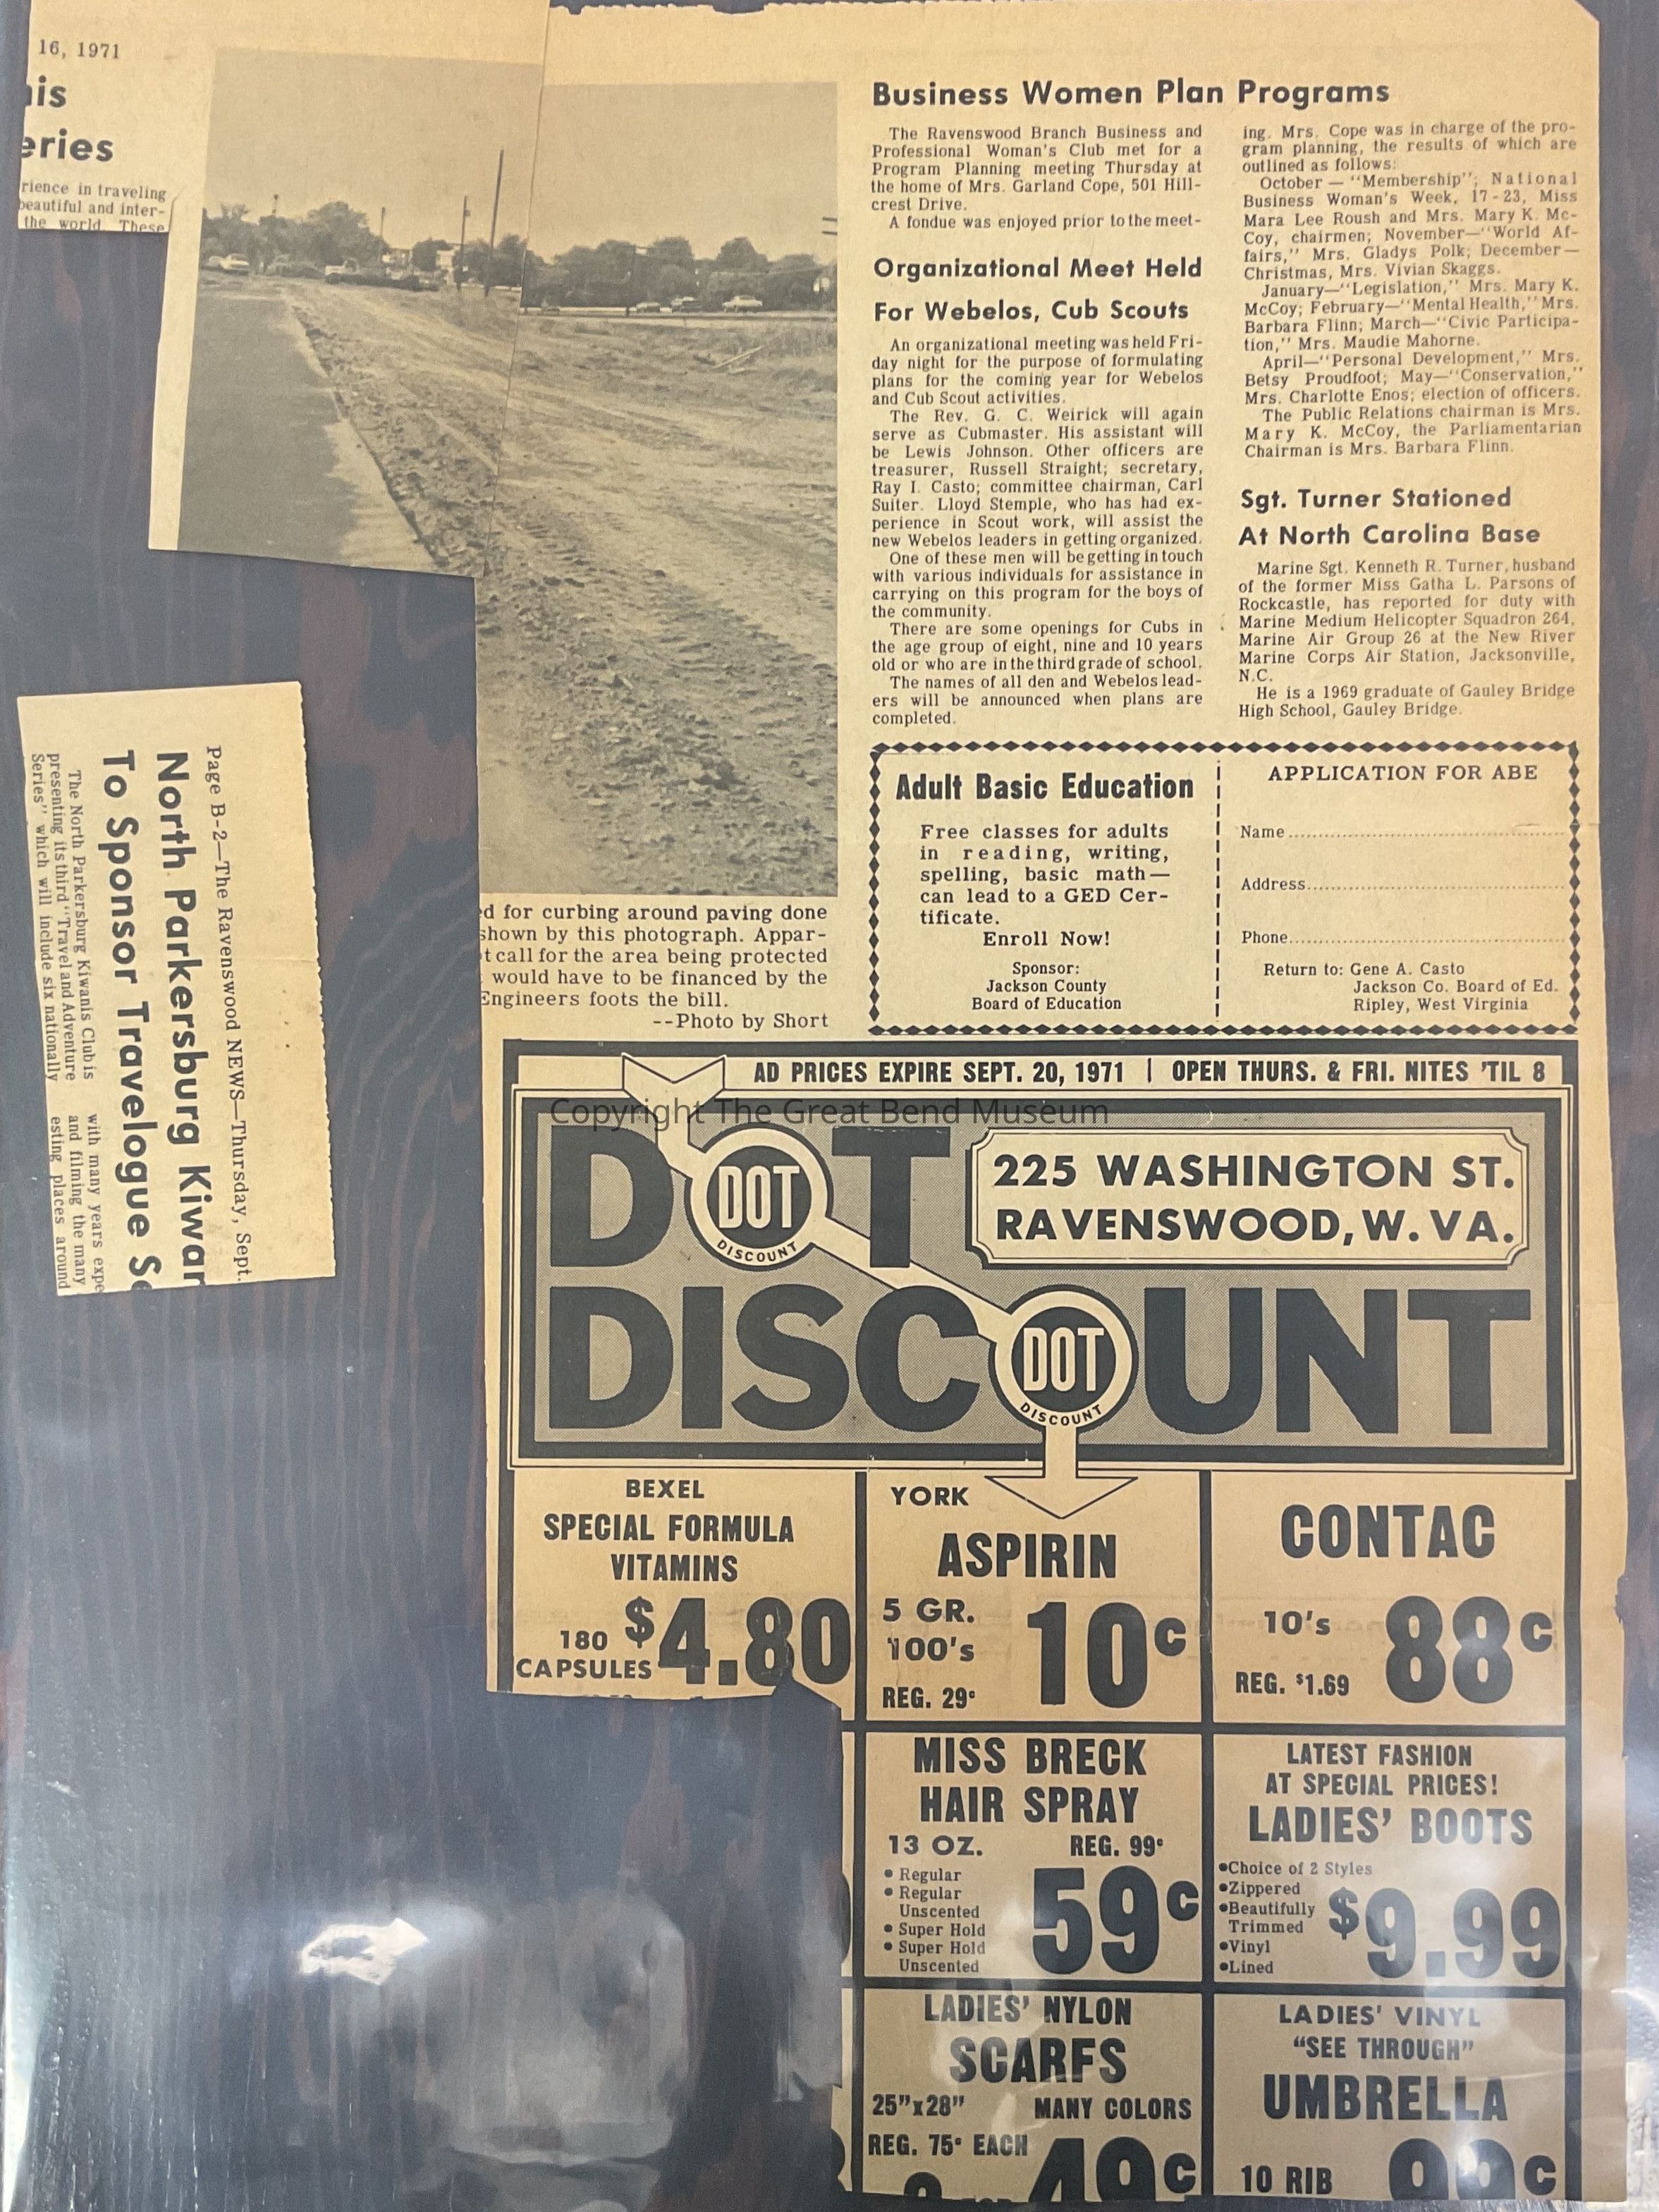 16, 1971
nis
eries
rience in traveling
beautiful and inter-
the world. These
Business Women Plan Programs
The Ravenswood Branch Business and
Professional Woman's Club met for a
Program Planning meeting Thursday at
the home of Mrs. Garland Cope, 501 Hill-
crest Drive.
A fondue was enjoyed prior to the meet-
ing. Mrs. Cope was in charge of the pro-
gram planning, the results of which are
outlined as follows:
October — "Membership"; National
Business Woman's Week, 17-23, Miss
Mara Lee Roush and Mrs. Mary K. Mc-
Coy, chairmen; November—"World Af-
fairs," Mrs. Gladys Polk; December—
Christmas, Mrs. Vivian Skaggs.
January—"Legislation," Mrs. Mary K.
McCoy; February—"Mental Health," Mrs.
Barbara Flinn; March—"Civic Participa-
tion," Mrs. Maudie Mahorne.
April—"Personal Development," Mrs.
Betsy Proudfoot; May—"Conservation,"
Mrs. Charlotte Enos; election of officers.
The Public Relations chairman is Mrs.
Mary K. McCoy, the Parliamentarian
Chairman is Mrs. Barbara Flinn.
Organizational Meet Held
For Webelos, Cub Scouts
An organizational meeting was held Fri-
day night for the purpose of formulating
plans for the coming year for Webelos
and Cub Scout activities.
The Rev. G. C. Weirick will again
serve as Cubmaster. His assistant will
be Lewis Johnson. Other officers are
treasurer, Russell Straight; secretary,
Ray I. Casto; committee chairman, Carl
Suiter. Lloyd Stemple, who has had ex-
perience in Scout work, will assist the
new Webelos leaders in getting organized.
One of these men will be getting in touch
with various individuals for assistance in
carrying on this program for the boys of
the community.
There are some openings for Cubs in
the age group of eight, nine and 10 years
old or who are in the third grade of school.
The names of all den and Webelos lead-
ers will be announced when plans are
completed.
Sgt. Turner Stationed
At North Carolina Base
Marine Sgt. Kenneth R. Turner, husband
of the former Miss Gatha L. Parsons of
Rockcastle, has reported for duty with
Marine Medium Helicopter Squadron 264,
Marine Air Group 26 at the New River
Marine Corps Air Station, Jacksonville,
N.C.
He is a 1969 graduate of Gauley Bridge
High School, Gauley Bridge.
Page B-2—The Ravenswood NEWS—Thursday, Sept.
North Parkersburg Kiwan
To Sponsor Travelogue Se
The North Parkersburg Kiwanis Club is
presenting its third "Travel and Adventure
Series" which will include six nationally
with many years expe
and filming the many
esting places around
ed for curbing around paving done
shown by this photograph. Appar-
t call for the area being protected
would have to be financed by the
Engineers foots the bill.
--Photo by Short
Adult Basic Education
Free classes for adults
in reading, writing,
spelling, basic math—
can lead to a GED Cer-
tificate.
Enroll Now!
Sponsor:
Jackson County
Board of Education
APPLICATION FOR ABE
Name
Address
Phone
Return to: Gene A. Casto
Jackson Co. Board of Ed.
Ripley, West Virginia
AD PRICES EXPIRE SEPT. 20, 1971 | OPEN THURS. & FRI. NITES 'TIL 8
Copyright The Great Bend Museum
DOT
DOT
DISCOUNT
225 WASHINGTON ST.
RAVENSWOOD, W. VA.
DISCOUNT
DOT
DISCOUNT
BEXEL
SPECIAL FORMULA
VITAMINS
180
CAPSULES
$4.80
YORK
ASPIRIN
5 GR.
100's
REG. 29¢
10¢
CONTAC
10's
REG. $1.69
88¢
MISS BRECK
HAIR SPRAY
13 OZ. REG. 99¢
• Regular
• Regular
Unscented
• Super Hold
• Super Hold
Unscented
59¢
LATEST FASHION
AT SPECIAL PRICES!
LADIES' BOOTS
•Choice of 2 Styles
•Zippered
•Beautifully
Trimmed
•Vinyl
•Lined
$9.99
LADIES' NYLON
SCARFS
25"x28" MANY COLORS
REG. 75¢ EACH
49¢
LADIES' VINYL
"SEE THROUGH"
UMBRELLA
10 RIB